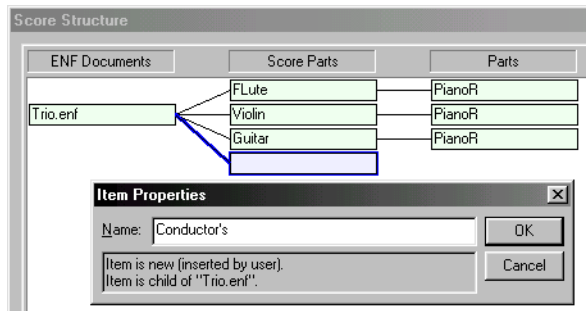 Score Structure
ENF Documents Score Parts Parts
FLute PianoR
Trio.enf Violin PianoR
Guitar PianoR
Item Properties
Name: Conductor's OK
Item is new (inserted by user). Cancel
Item is child of "Trio.enf".